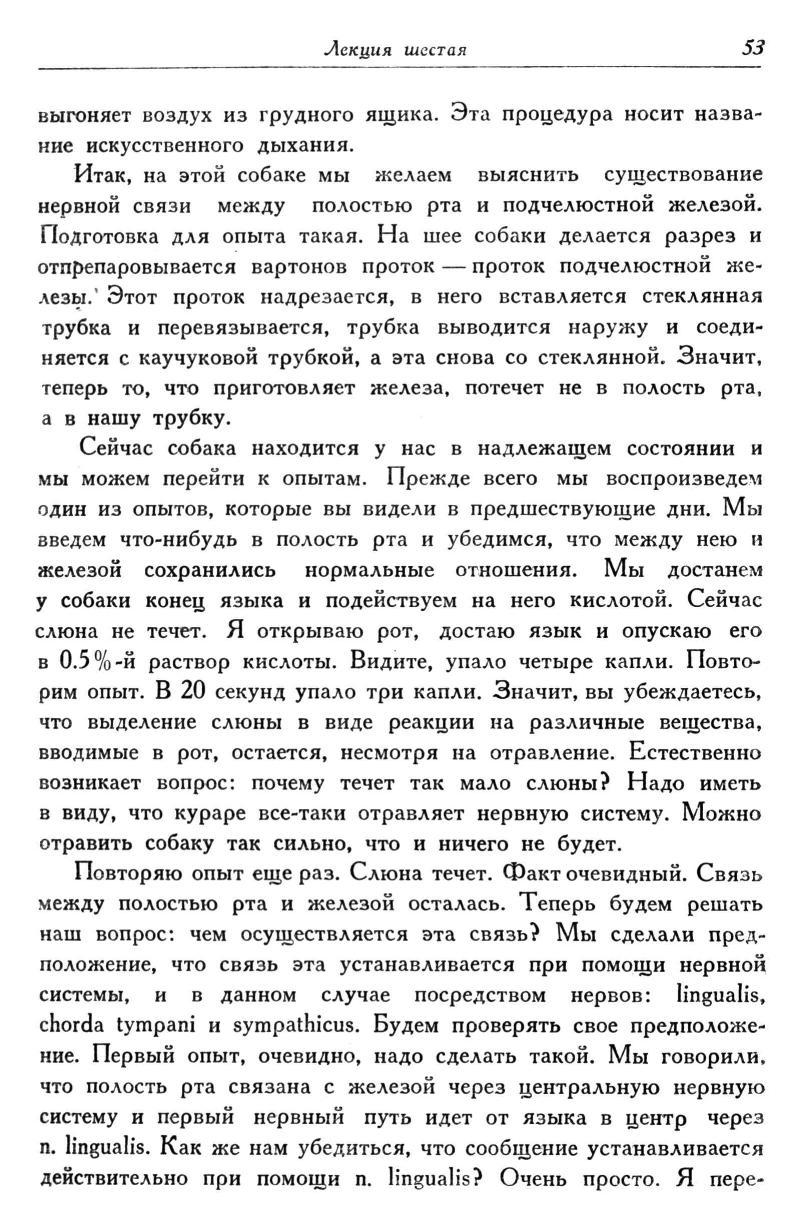 Лекция шестая 53
выгоняет воздух из грудного ящика. Эта процедура носит назва-
ние искусственного дыхания.
Итак, на этой собаке мы желаем выяснить существование
нервной связи между полостью рта и подчелюстной железой.
Подготовка для опыта такая. На шее собаки делается разрез и
отпрепаровывается вартонов проток — проток подчелюстной же-
лезы. Этот проток надрезается, в него вставляется стеклянная
трубка и перевязывается, трубка выводится наружу и соеди-
няется с каучуковой трубкой, а эта снова со стеклянной. Значит,
теперь то, что приготовляет железа, потечет не в полость рта,
а в нашу трубку.
Сейчас собака находится у нас в надлежащем состоянии и
мы можем перейти к опытам. Прежде всего мы воспроизведем
один из опытов, которые вы видели в предшествующие дни. Мы
введем что-нибудь в полость рта и убедимся, что между нею и
железой сохранились нормальные отношения. Мы достанем
у собаки конец языка и подействуем на него кислотой. Сейчас
слюна не течет. Я открываю рот, достаю язык и опускаю его
в 0.5%-й раствор кислоты. Видите, упало четыре капли. Повто-
рим опыт. В 20 секунд упало три капли. Значит, вы убеждаетесь,
что выделение слюны в виде реакции на различные вещества,
вводимые в рот, остается, несмотря на отравление. Естественно
возникает вопрос: почему течет так мало слюны? Надо иметь
в виду, что кураре все-таки отравляет нервную систему. Можно
отравить собаку так сильно, что и ничего не будет.
Повторяю опыт еще раз. Слюна течет. Факт очевидный. Связь
между полостью рта и железой осталась. Теперь будем решать
наш вопрос: чем осуществляется эта связь? Мы сделали пред-
положение, что связь эта устанавливается при помощи нервной
системы, и в данном случае посредством нервов: lingualis,
chorda tympani и sympathicus. Будем проверять свое предположе-
ние. Первый опыт, очевидно, надо сделать такой. Мы говорили,
что полость рта связана с железой через центральную нервную
систему и первый нервный путь идет от языка в центр через
n. lingualis. Как же нам убедиться, что сообщение устанавливается
действительно при помощи n. lingualis? Очень просто. Я пере-